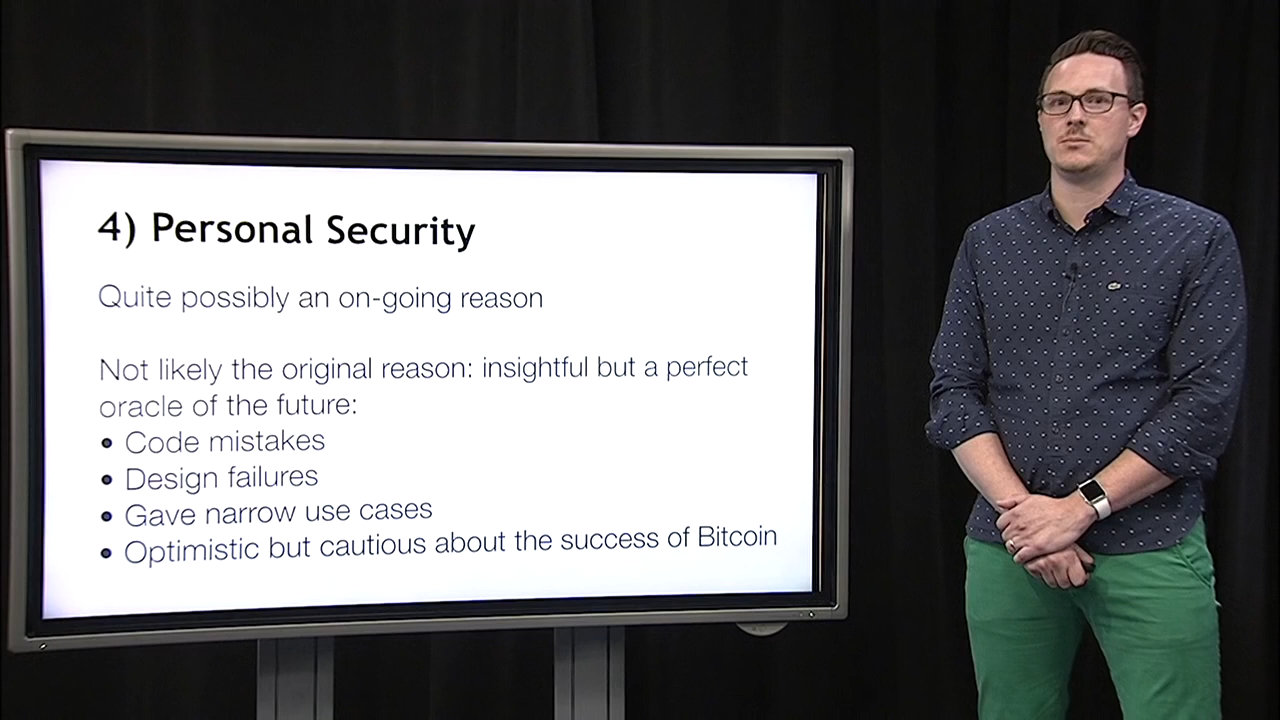 4) Personal Security
Quite possibly an on-going reason
Not likely the original reason: insightful but a perfect
oracle of the future:
• Code mistakes
• Design failures
• Gave narrow use cases
• Optimistic but cautious about the success of Bitcoin